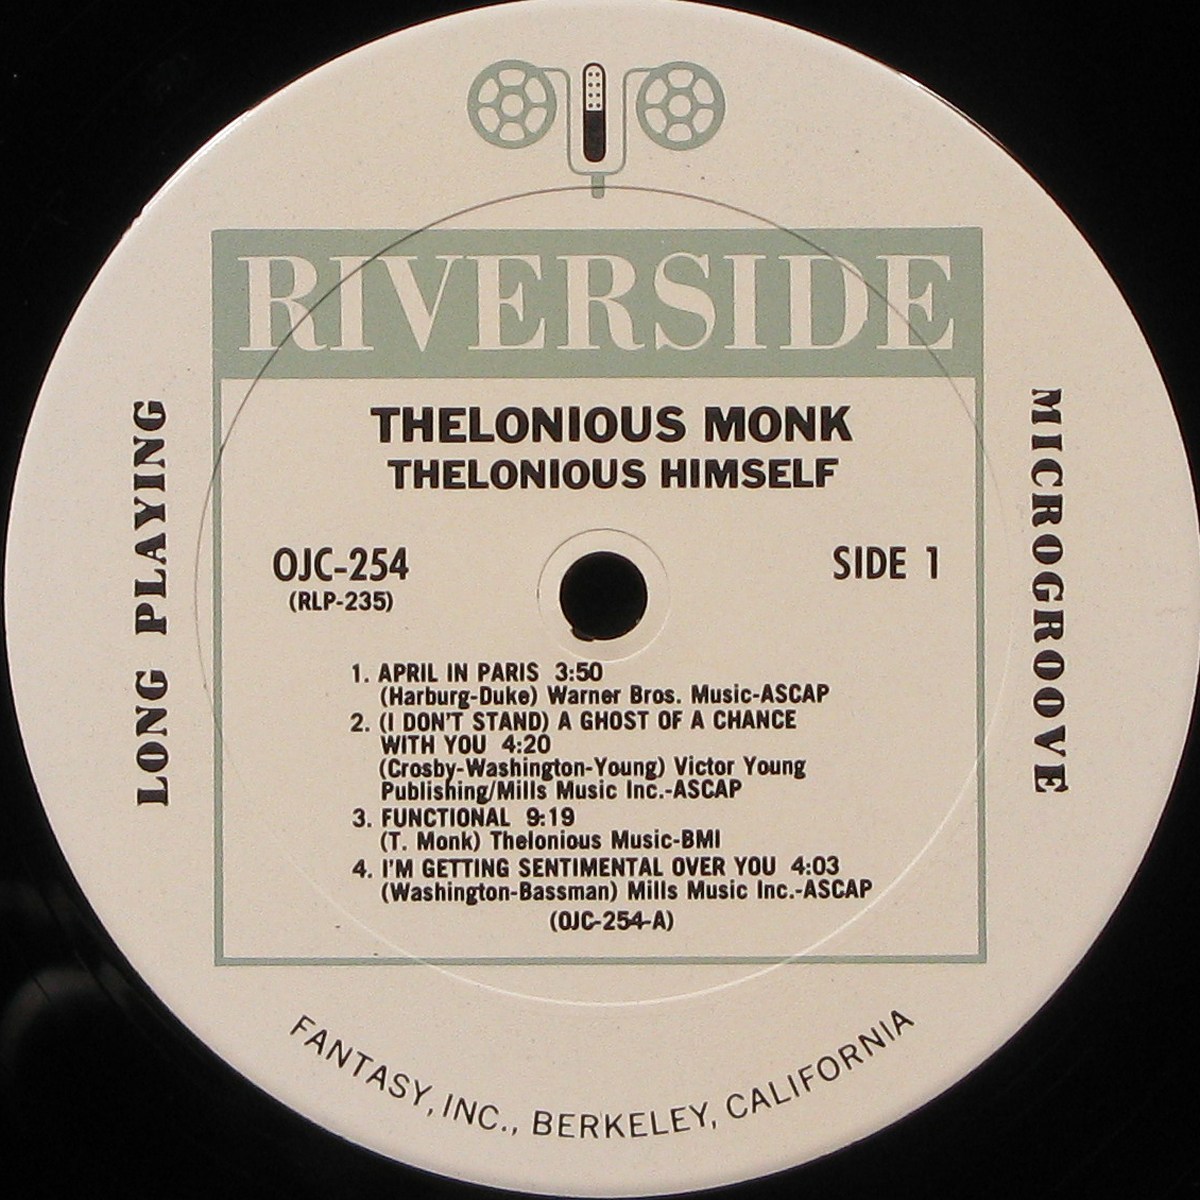 RIVERSIDE
THELONIOUS MONK
THELONIOUS HIMSELF
LONG PLAYING
MICROGROOVE
OJC-254
(RLP-235)
SIDE 1
1. APRIL IN PARIS 3:50
(Harburg-Duke) Warner Bros. Music-ASCAP
2. (I DON'T STAND) A GHOST OF A CHANCE
WITH YOU 4:20
(Crosby-Washington-Young) Victor Young
Publishing/Mills Music Inc.-ASCAP
3. FUNCTIONAL 9:19
(T. Monk) Thelonious Music-BMI
4. I'M GETTING SENTIMENTAL OVER YOU 4:03
(Washington-Bassman) Mills Music Inc.-ASCAP
(OJC-254-A)
FANTASY, INC., BERKELEY, CALIFORNIA